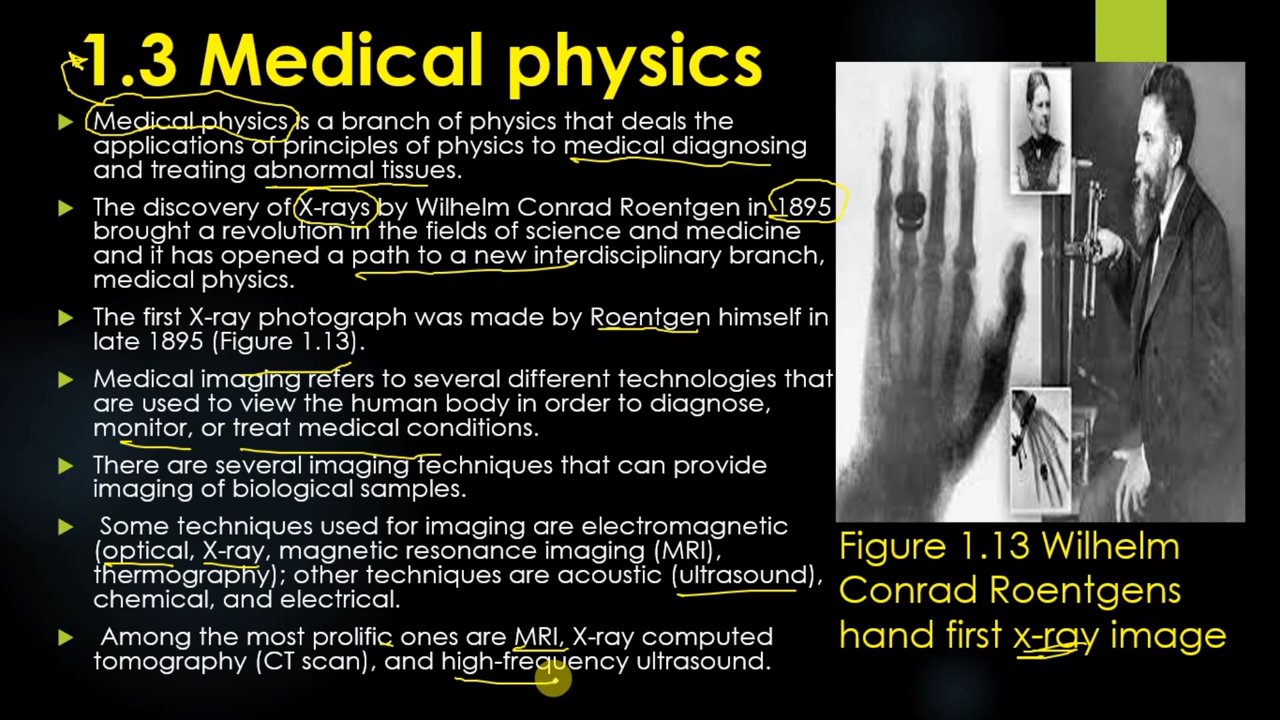 1.3 Medical physics
Medical physics is a branch of physics that deals the
applications of principles of physics to medical diagnosing
and treating abnormal tissues.
The discovery of X-rays by Wilhelm Conrad Roentgen in 1895
brought a revolution in the fields of science and medicine
and it has opened a path to a new interdisciplinary branch,
medical physics.
The first X-ray photograph was made by Roentgen himself in
late 1895 (Figure 1.13).
Medical imaging refers to several different technologies that
are used to view the human body in order to diagnose,
monitor, or treat medical conditions.
There are several imaging techniques that can provide
imaging of biological samples.
Some techniques used for imaging are electromagnetic
(optical, X-ray, magnetic resonance imaging (MRI),
thermography); other techniques are acoustic (ultrasound),
chemical, and electrical.
Among the most prolific ones are MRI, X-ray computed
tomography (CT scan), and high-frequency ultrasound.
Figure 1.13 Wilhelm
Conrad Roentgens
hand first x-ray image